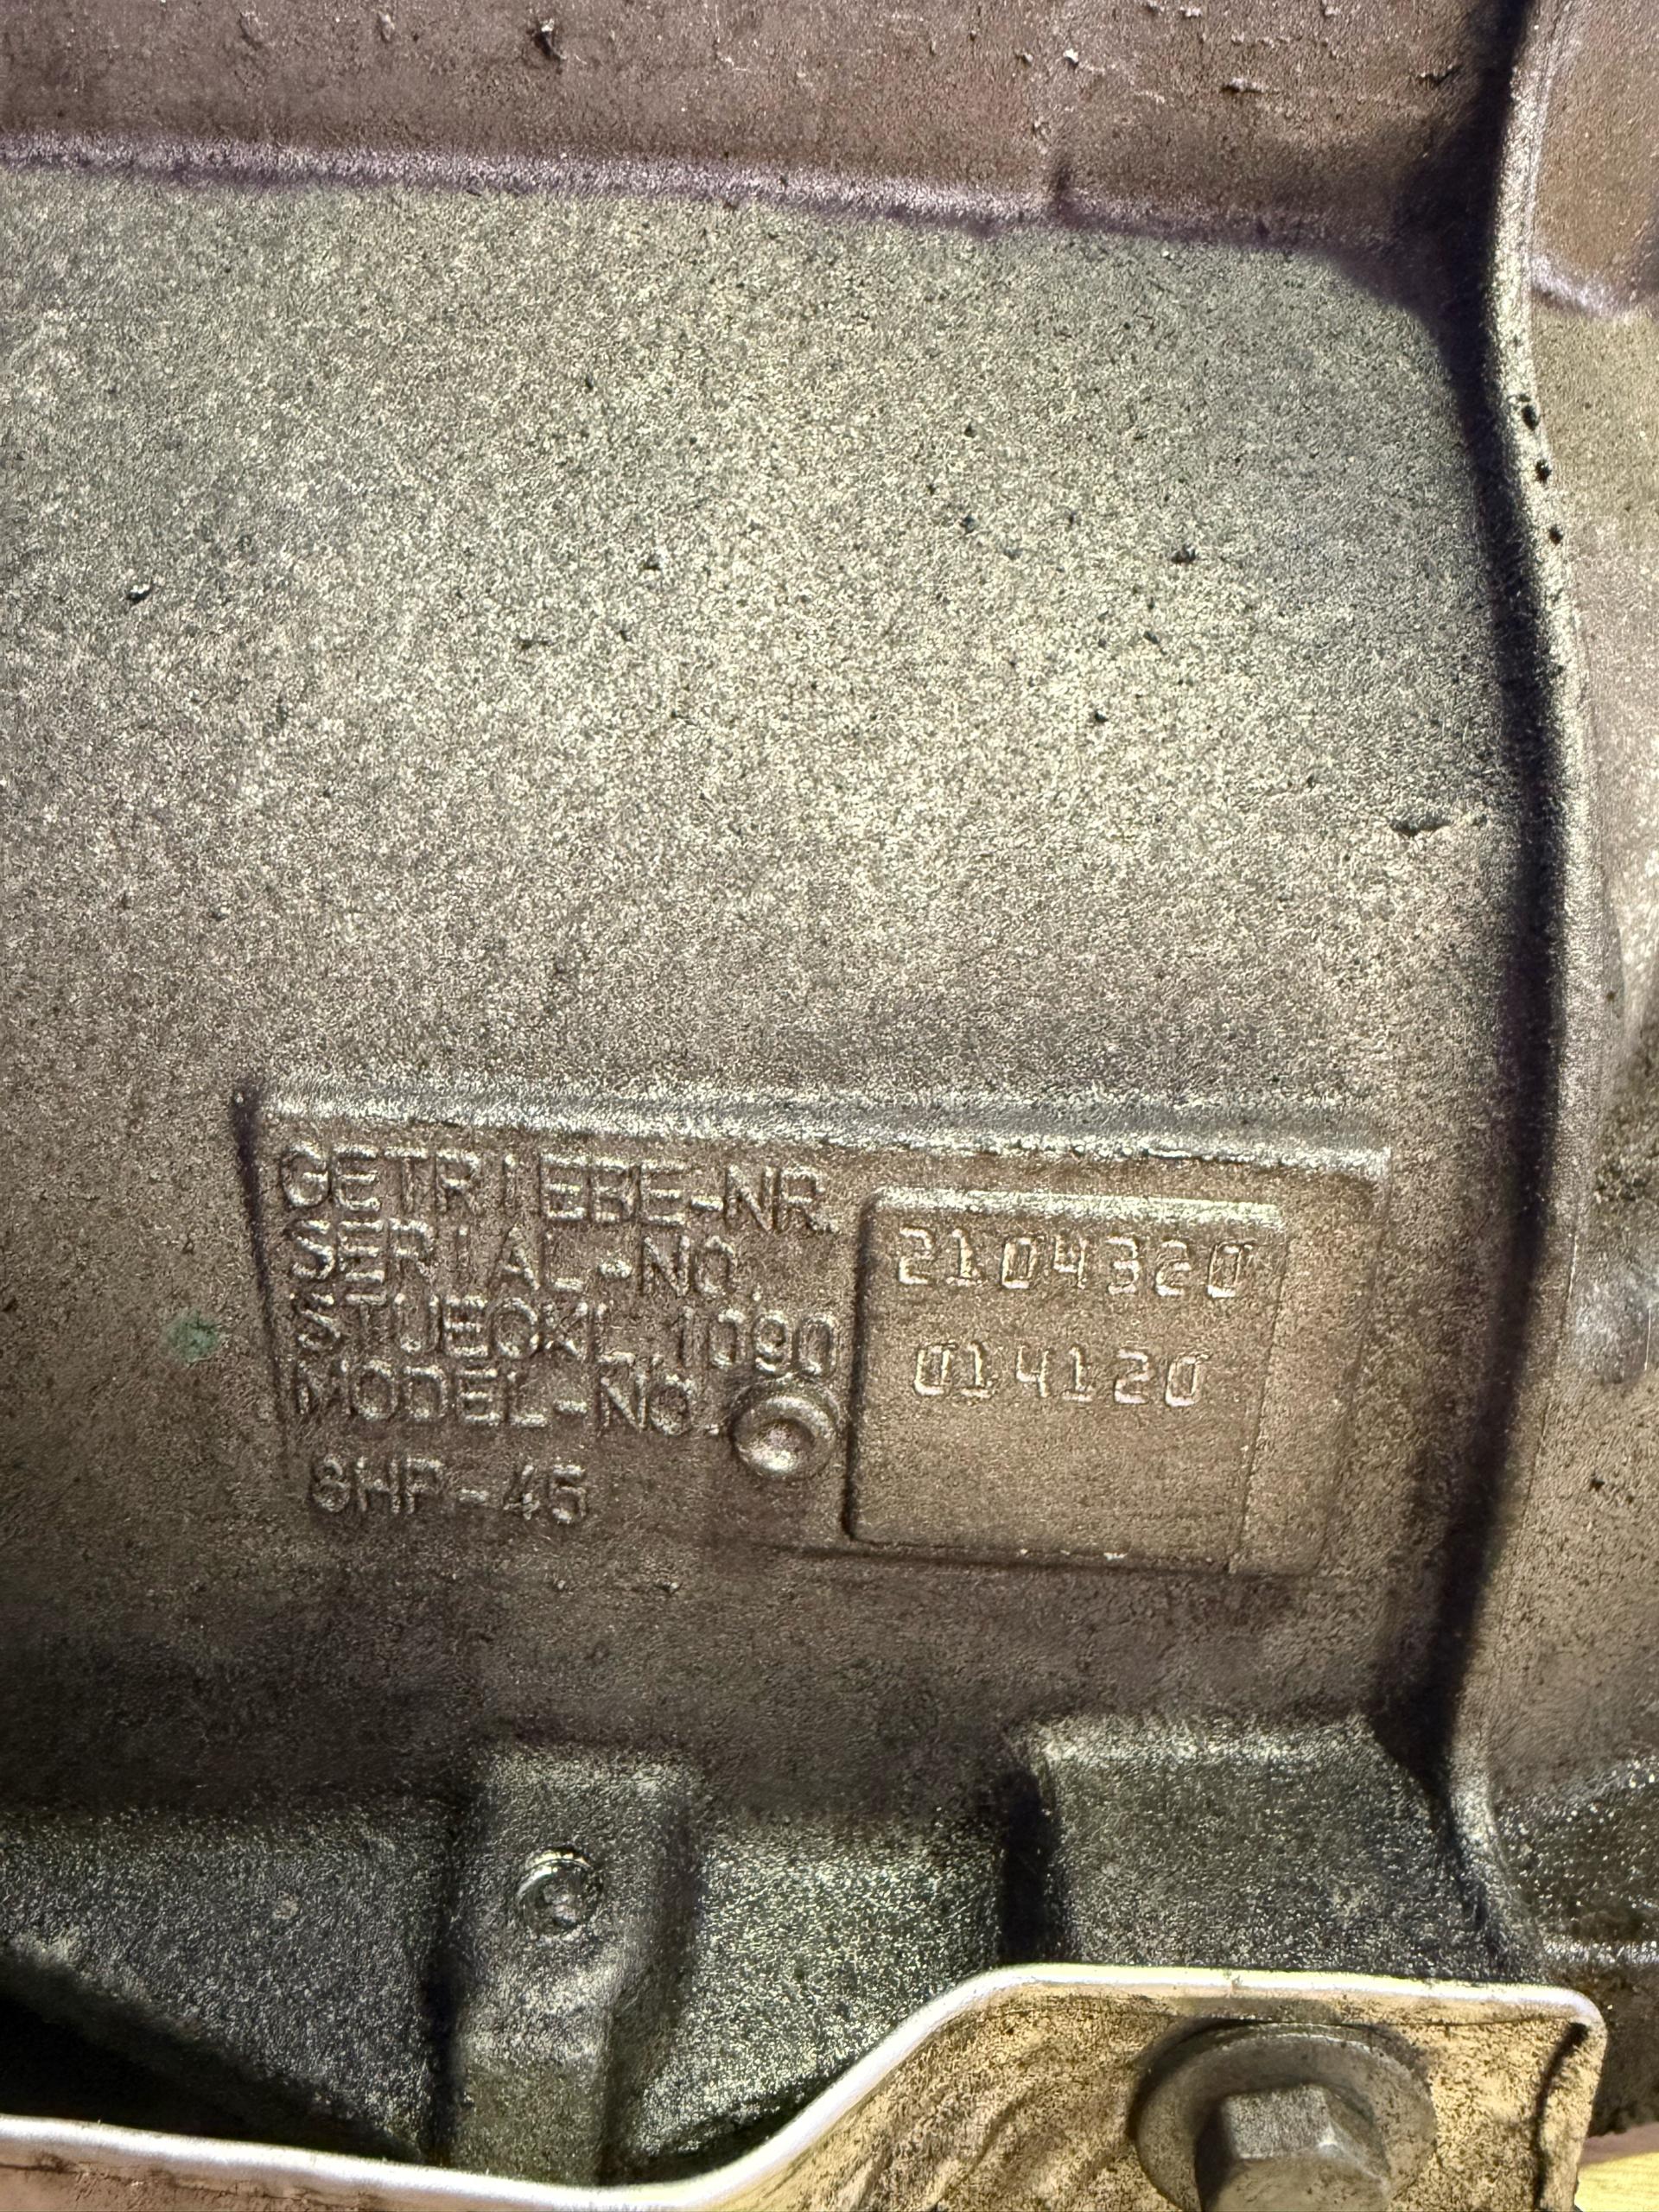 GETRIEBE-NR.
SERIAL-NO. 2104320
STUECKL.1090
MODEL-NO. 014120
8HP-45